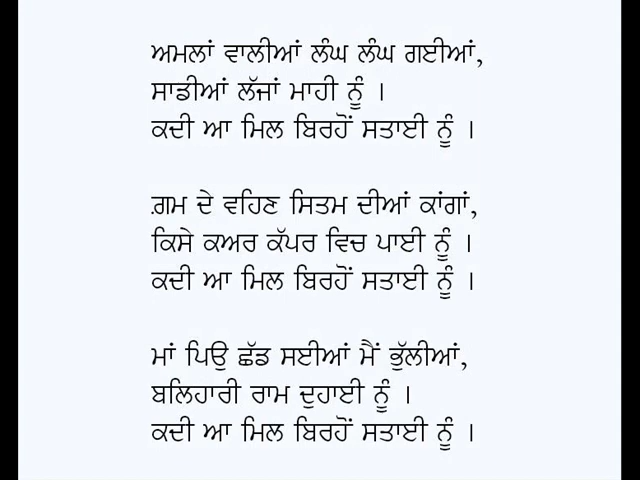 ਅਮਲਾਂ ਵਾਲੀਆਂ ਲੰਘ ਲੰਘ ਗਈਆਂ,
ਸਾਡੀਆਂ ਲੱਜਾਂ ਮਾਹੀ ਨੂੰ ।
ਕਦੀ ਆ ਮਿਲ ਬਿਰਹੋਂ ਸਤਾਈ ਨੂੰ ।
ਗ਼ਮ ਦੇ ਵਹਿਣ ਸਿਤਮ ਦੀਆਂ ਕਾਂਗਾਂ,
ਕਿਸੇ ਕਅਰ ਕੱਪਰ ਵਿਚ ਪਾਈ ਨੂੰ ।
ਕਦੀ ਆ ਮਿਲ ਬਿਰਹੋਂ ਸਤਾਈ ਨੂੰ ।
ਮਾਂ ਪਿਉ ਛੱਡ ਸਈਆਂ ਮੈਂ ਭੁੱਲੀਆਂ,
ਬਲਿਹਾਰੀ ਰਾਮ ਦੁਹਾਈ ਨੂੰ ।
ਕਦੀ ਆ ਮਿਲ ਬਿਰਹੋਂ ਸਤਾਈ ਨੂੰ ।